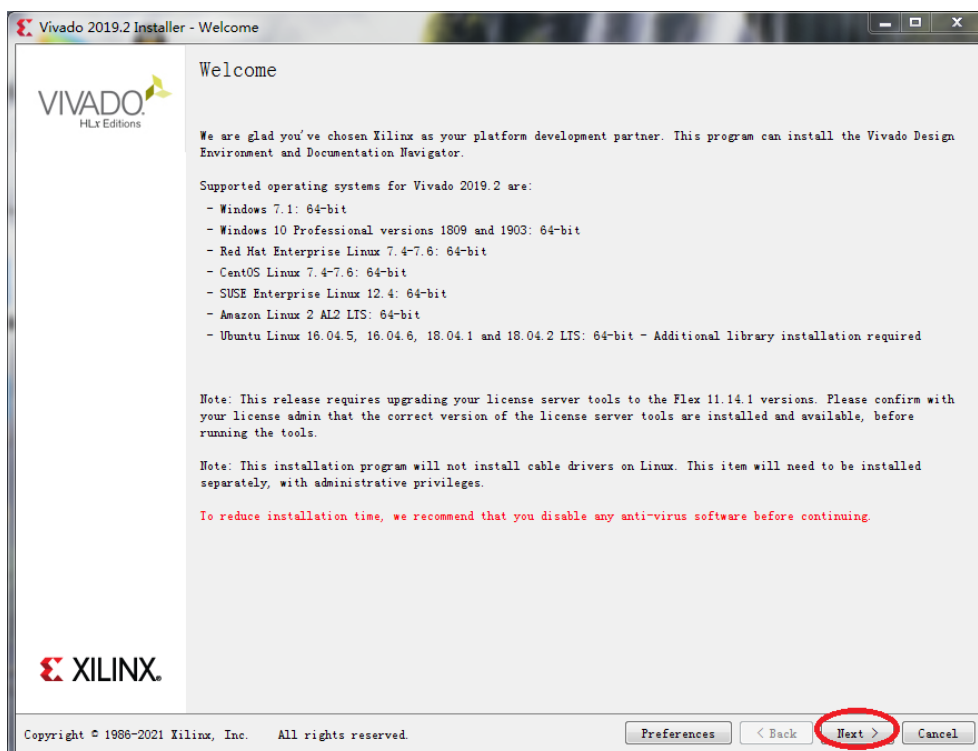 Vivado 2019.2 Installer - Welcome
VIVADO.
HLx Editions
Welcome
We are glad you've chosen Xilinx as your platform development partner. This program can install the Vivado Design
Environment and Documentation Navigator.
Supported operating systems for Vivado 2019.2 are:
- Windows 7.1: 64-bit
- Windows 10 Professional versions 1809 and 1903: 64-bit
- Red Hat Enterprise Linux 7.4-7.6: 64-bit
- CentOS Linux 7.4-7.6: 64-bit
- SUSE Enterprise Linux 12.4: 64-bit
- Amazon Linux 2 AL2 LTS: 64-bit
- Ubuntu Linux 16.04.5, 16.04.6, 18.04.1 and 18.04.2 LTS: 64-bit - Additional library installation required
Note: This release requires upgrading your license server tools to the Flex 11.14.1 versions. Please confirm with
your license admin that the correct version of the license server tools are installed and available, before
running the tools.
Note: This installation program will not install cable drivers on Linux. This item will need to be installed
separately, with administrative privileges.
To reduce installation time, we recommend that you disable any anti-virus software before continuing.
XILINX.
Copyright © 1986-2021 Xilinx, Inc. All rights reserved.
Preferences < Back Next > Cancel